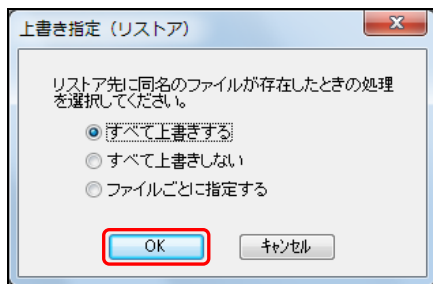 上書き指定（リストア）
リストア先に同名のファイルが存在したときの処理
を選択してください。
すべて上書きする
すべて上書きしない
ファイルごとに指定する
OK
キャンセル